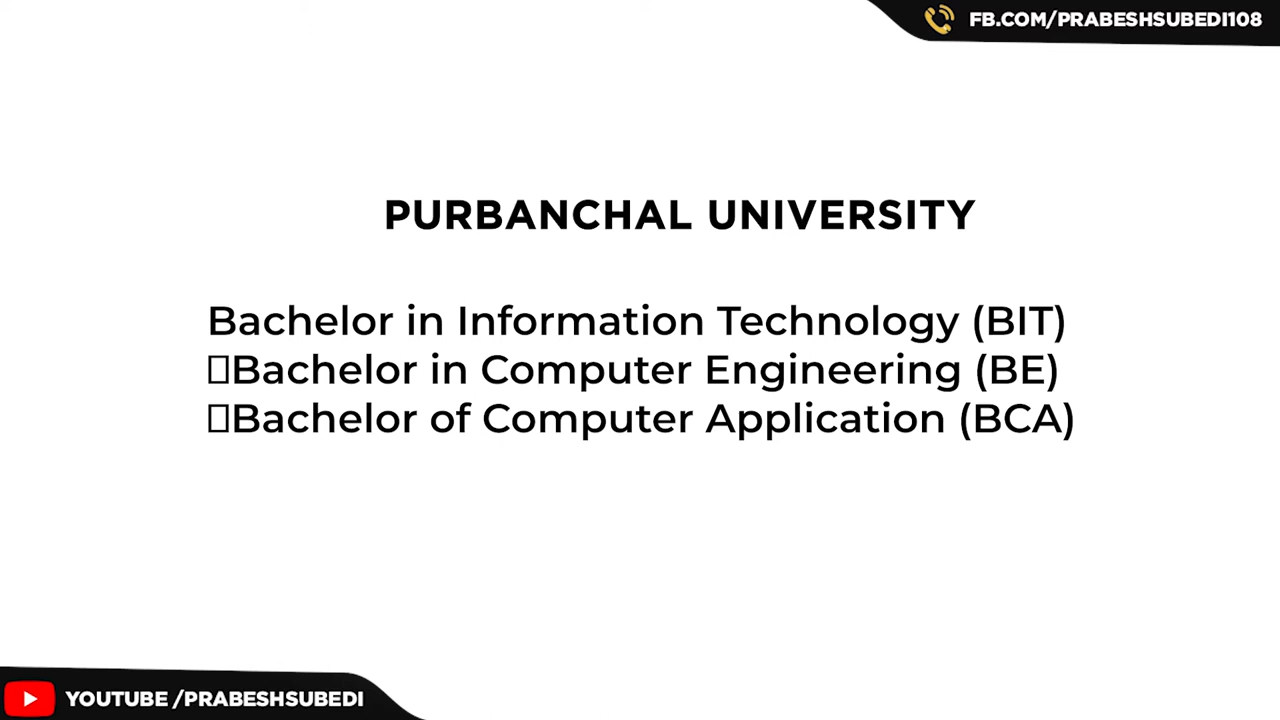 FB.COM/PRABESHSUBEDI108
PURBANCHAL UNIVERSITY
Bachelor in Information Technology (BIT)
□Bachelor in Computer Engineering (BE)
□Bachelor of Computer Application (BCA)
YOUTUBE /PRABESHSUBEDI